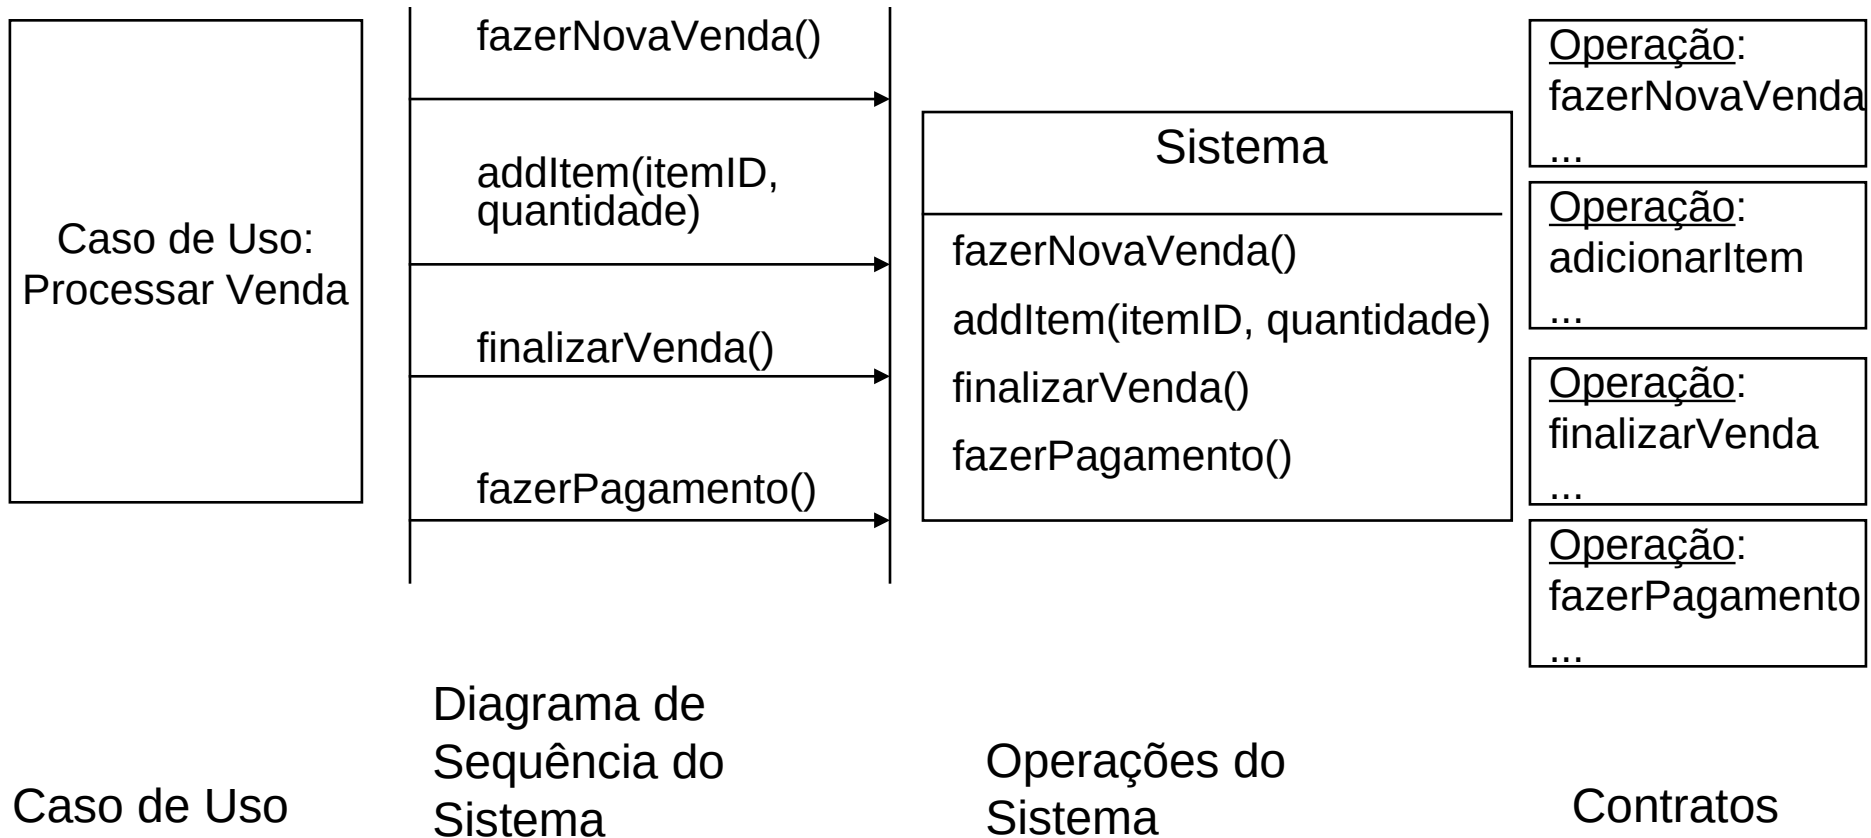 Caso de Uso:
Processar Venda
fazerNovaVenda()
addItem(itemID,
quantidade)
finalizarVenda()
fazerPagamento()
Sistema
fazerNovaVenda()
addItem(itemID, quantidade)
finalizarVenda()
fazerPagamento()
Operação:
fazerNovaVenda
...
Operação:
adicionarItem
...
Operação:
finalizarVenda
...
Operação:
fazerPagamento
...
Caso de Uso
Diagrama de
Sequência do
Sistema
Operações do
Sistema
Contratos